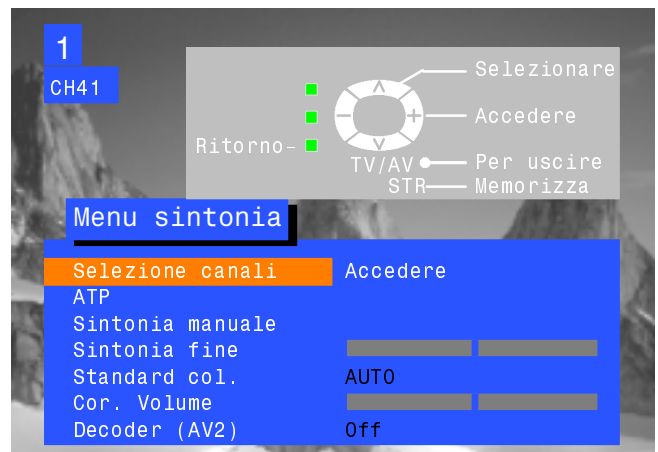 1
CH41
Selezionare
Accedere
Ritorno
TV/AV Per uscire
STR Memorizza
Menu sintonia
Selezione canali Accedere
ATP
Sintonia manuale
Sintonia fine
Standard col. AUTO
Cor. Volume
Decoder (AV2) Off